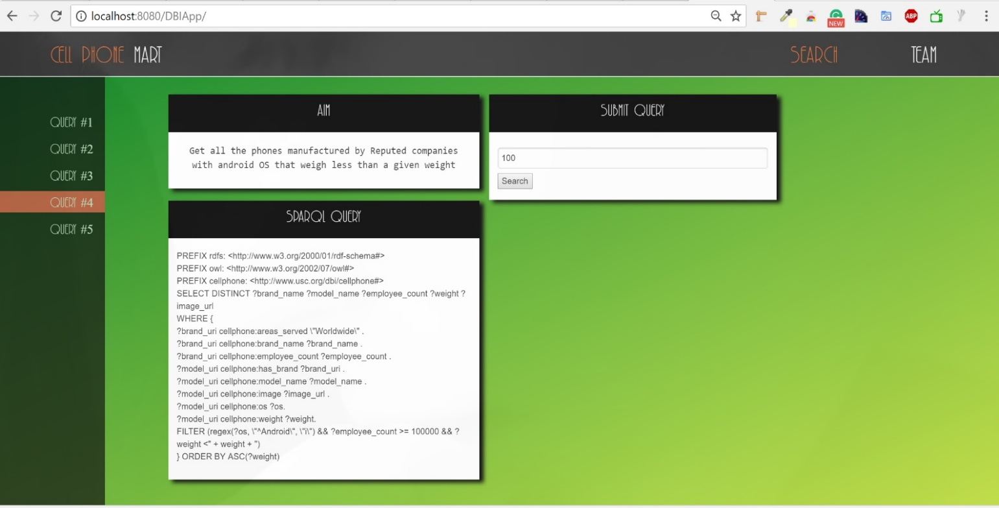 localhost:8080/DBIApp/
NEW
ABP
CELL PHONE MART
SEARCH
TEAM
QUERY #1
QUERY #2
QUERY #3
QUERY #4
QUERY #5
AIM
Get all the phones manufactured by Reputed companies
with android OS that weigh less than a given weight
SUBMIT QUERY
100
Search
SPARQL QUERY
PREFIX rdfs: <http://www.w3.org/2000/01/rdf-schema#>
PREFIX owl: <http://www.w3.org/2002/07/owl#>
PREFIX cellphone: <http://www.usc.org/dbi/cellphone#>
SELECT DISTINCT ?brand_name ?model_name ?employee_count ?weight ?
image_url
WHERE {
?brand_uri cellphone:areas_served \"Worldwide\" .
?brand_uri cellphone:brand_name ?brand_name .
?brand_uri cellphone:employee_count ?employee_count .
?model_uri cellphone:has_brand ?brand_uri .
?model_uri cellphone:model_name ?model_name .
?model_uri cellphone:image ?image_url .
?model_uri cellphone:os ?os.
?model_uri cellphone:weight ?weight.
FILTER (regex(?os, \"^Android\", \"i\") && ?employee_count >= 100000 && ?
weight <" + weight + ")
} ORDER BY ASC(?weight)